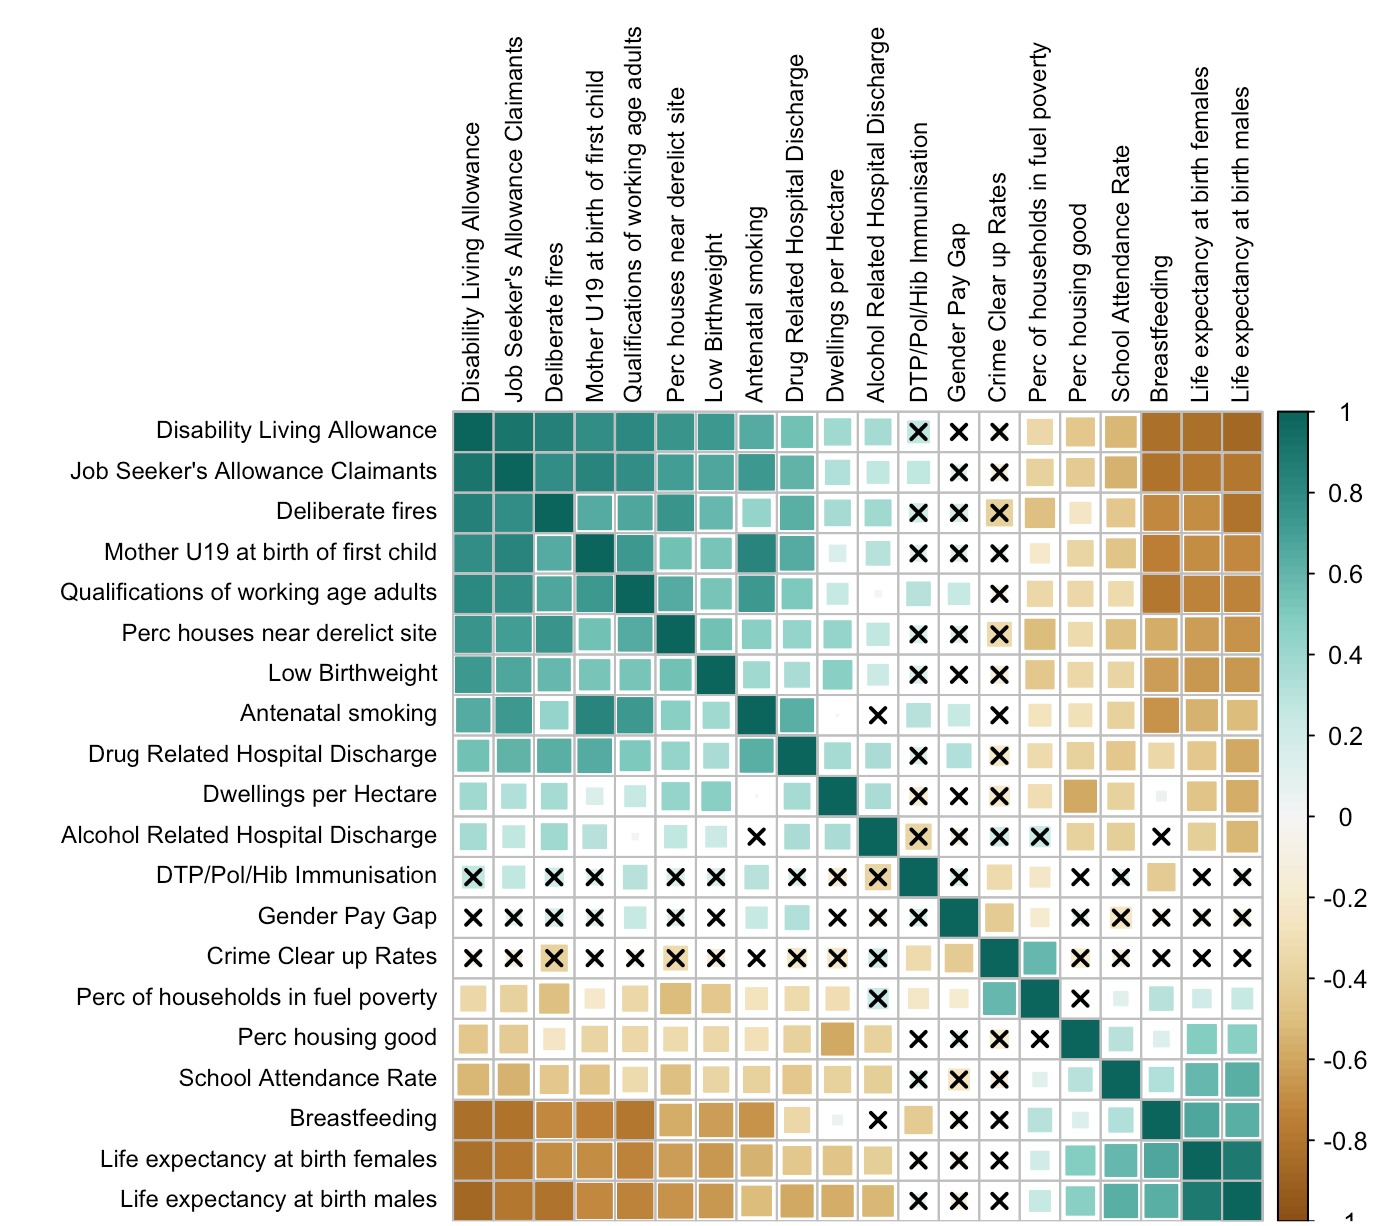 Disability Living Allowance
Job Seeker's Allowance Claimants
Deliberate fires
Mother U19 at birth of first child
Qualifications of working age adults
Perc houses near derelict site
Low Birthweight
Antenatal smoking
Drug Related Hospital Discharge
Dwellings per Hectare
Alcohol Related Hospital Discharge
DTP/Pol/Hib Immunisation
Gender Pay Gap
Crime Clear up Rates
Perc of households in fuel poverty
Perc housing good
School Attendance Rate
Breastfeeding
Life expectancy at birth females
Life expectancy at birth males
Disability Living Allowance
Job Seeker's Allowance Claimants
Deliberate fires
Mother U19 at birth of first child
Qualifications of working age adults
Perc houses near derelict site
Low Birthweight
Antenatal smoking
Drug Related Hospital Discharge
Dwellings per Hectare
Alcohol Related Hospital Discharge
DTP/Pol/Hib Immunisation
Gender Pay Gap
Crime Clear up Rates
Perc of households in fuel poverty
Perc housing good
School Attendance Rate
Breastfeeding
Life expectancy at birth females
Life expectancy at birth males
1
0.8
0.6
0.4
0.2
0
-0.2
-0.4
-0.6
-0.8